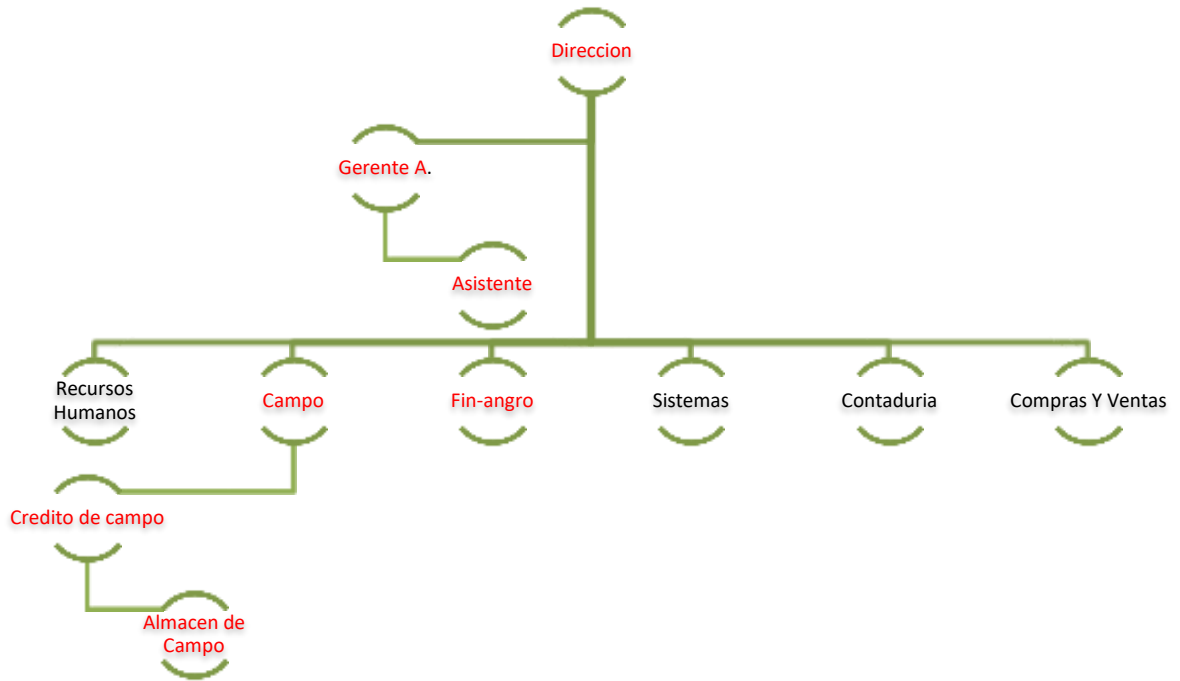 Direccion
Gerente A.
Asistente
Recursos
Humanos
Campo
Fin-angro
Sistemas
Contaduria
Compras Y Ventas
Credito de campo
Almacen de
Campo